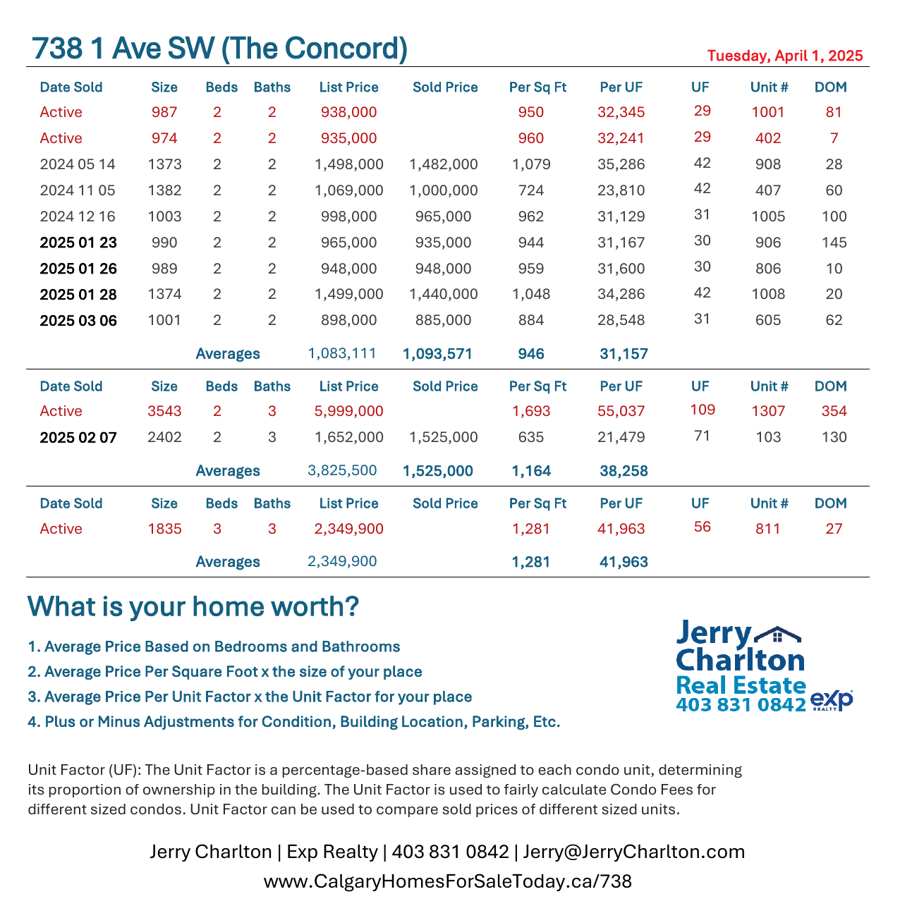 738 1 Ave SW (The Concord)
Tuesday, April 1, 2025
Date Sold Size Beds Baths List Price Sold Price Per Sq Ft Per UF UF Unit # DOM
Active 987 2 2 938,000 950 32,345 29 1001 81
Active 974 2 2 935,000 960 32,241 29 402 7
2024 05 14 1373 2 2 1,498,000 1,482,000 1,079 35,286 42 908 28
2024 11 05 1382 2 2 1,069,000 1,000,000 724 23,810 42 407 60
2024 12 16 1003 2 2 998,000 965,000 962 31,129 31 1005 100
2025 01 23 990 2 2 965,000 935,000 944 31,167 30 906 145
2025 01 26 989 2 2 948,000 948,000 959 31,600 30 806 10
2025 01 28 1374 2 2 1,499,000 1,440,000 1,048 34,286 42 1008 20
2025 03 06 1001 2 2 898,000 885,000 884 28,548 31 605 62
Averages 1,083,111 1,093,571 946 31,157
Date Sold Size Beds Baths List Price Sold Price Per Sq Ft Per UF UF Unit # DOM
Active 3543 2 3 5,999,000 1,693 55,037 109 1307 354
2025 02 07 2402 2 3 1,652,000 1,525,000 635 21,479 71 103 130
Averages 3,825,500 1,525,000 1,164 38,258
Date Sold Size Beds Baths List Price Sold Price Per Sq Ft Per UF UF Unit # DOM
Active 1835 3 3 2,349,900 1,281 41,963 56 811 27
Averages 2,349,900 1,281 41,963
What is your home worth?
1. Average Price Based on Bedrooms and Bathrooms
2. Average Price Per Square Foot x the size of your place
3. Average Price Per Unit Factor x the Unit Factor for your place
4. Plus or Minus Adjustments for Condition, Building Location, Parking, Etc.
Jerry
Charlton
Real Estate
403 831 0842
exp
REALTY
Unit Factor (UF): The Unit Factor is a percentage-based share assigned to each condo unit, determining
its proportion of ownership in the building. The Unit Factor is used to fairly calculate Condo Fees for
different sized condos. Unit Factor can be used to compare sold prices of different sized units.
Jerry Charlton | Exp Realty | 403 831 0842 | Jerry@JerryCharlton.com
www.CalgaryHomesForSaleToday.ca/738